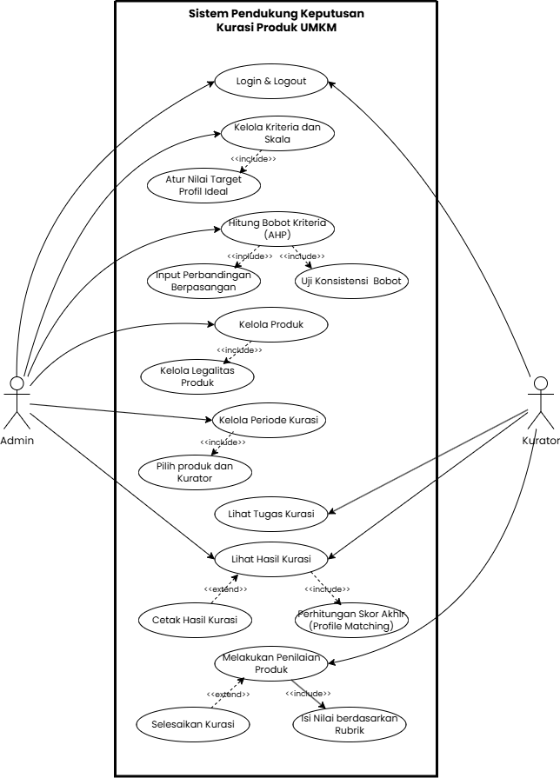 Sistem Pendukung Keputusan
Kurasi Produk UMKM
Login & Logout
Kelola Kriteria dan
Skala
<<include>>
Atur Nilai Target
Profil Ideal
Hitung Bobot Kriteria
(AHP)
<<include>>
<<include>>
Input Perbandingan
Berpasangan
Uji Konsistensi Bobot
Kelola Produk
<<include>>
Kelola Legalitas
Produk
Admin
Kurator
Kelola Periode Kurasi
<<include>>
Pilih produk dan
Kurator
Lihat Tugas Kurasi
Lihat Hasil Kurasi
<<extend>>
<<include>>
Cetak Hasil Kurasi
Perhitungan Skor Akhir
(Profile Matching)
Melakukan Penilaian
Produk
<<extend>>
<<include>>
Selesaikan Kurasi
Isi Nilai berdasarkan
Rubrik